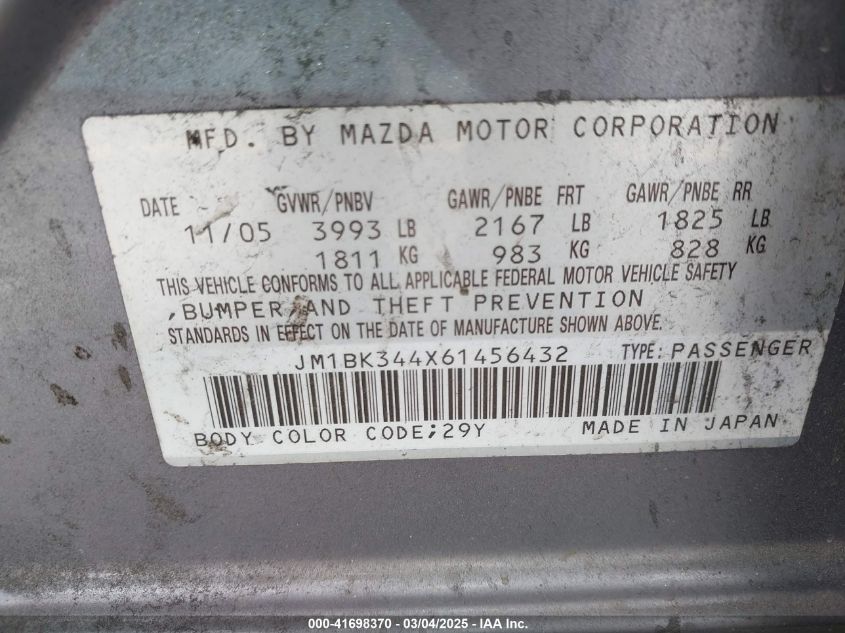 MFD. BY MAZDA MOTOR CORPORATION
DATE GVWR/PNBV GAWR/PNBE FRT GAWR/PNBE RR
11/05 3993 LB 2167 LB 1825 LB
1811 KG 983 KG 828 KG
THIS VEHICLE CONFORMS TO ALL APPLICABLE FEDERAL MOTOR VEHICLE SAFETY
,BUMPER,AND THEFT PREVENTION
STANDARDS IN EFFECT ON THE DATE OF MANUFACTURE SHOWN ABOVE.
JM1BK344X61456432 TYPE: PASSENGER
BODY COLOR CODE;29Y MADE IN JAPAN
000-41698370 - 03/04/2025 - © IAA Holdings, LLC.